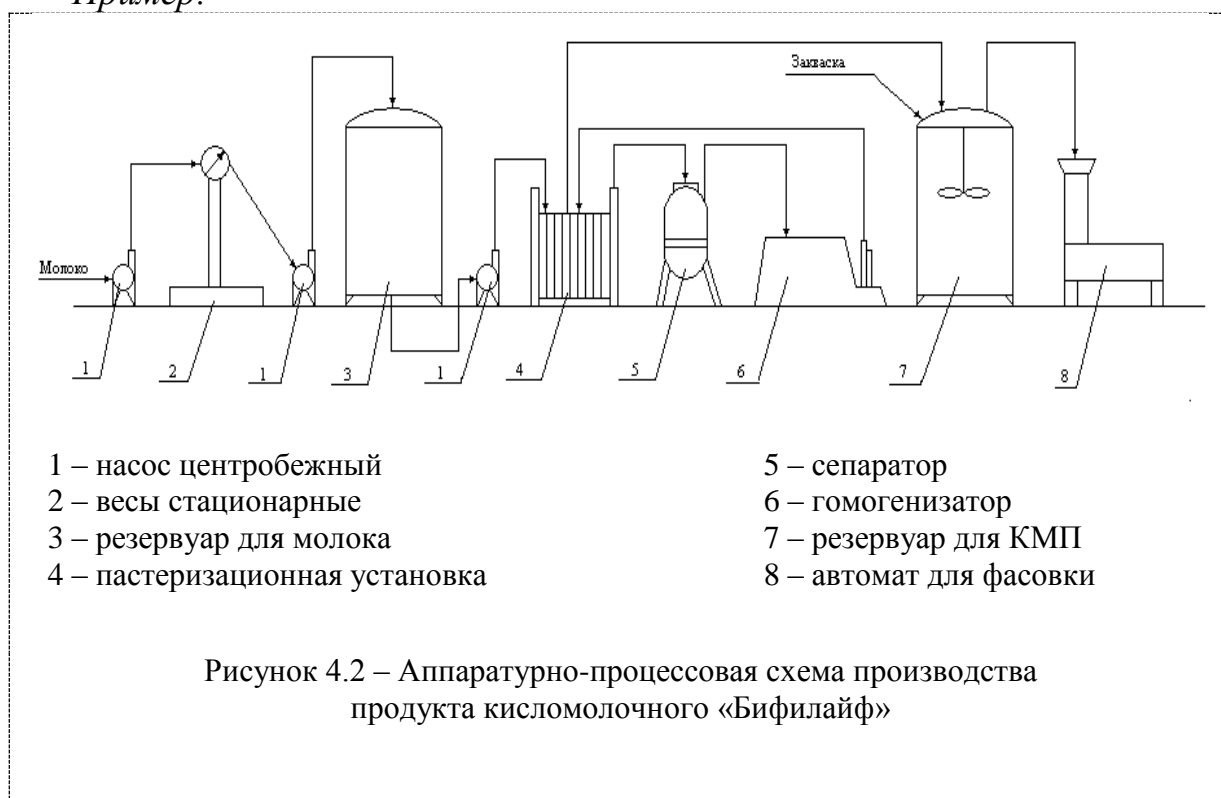 Пример:
Закваска
Молоко
1 2 1 3 1 4 5 6 7 8
1 – насос центробежный
2 – весы стационарные
3 – резервуар для молока
4 – пастеризационная установка
5 – сепаратор
6 – гомогенизатор
7 – резервуар для КМП
8 – автомат для фасовки
Рисунок 4.2 – Аппаратурно-процессовая схема производства
продукта кисломолочного «Бифилайф»